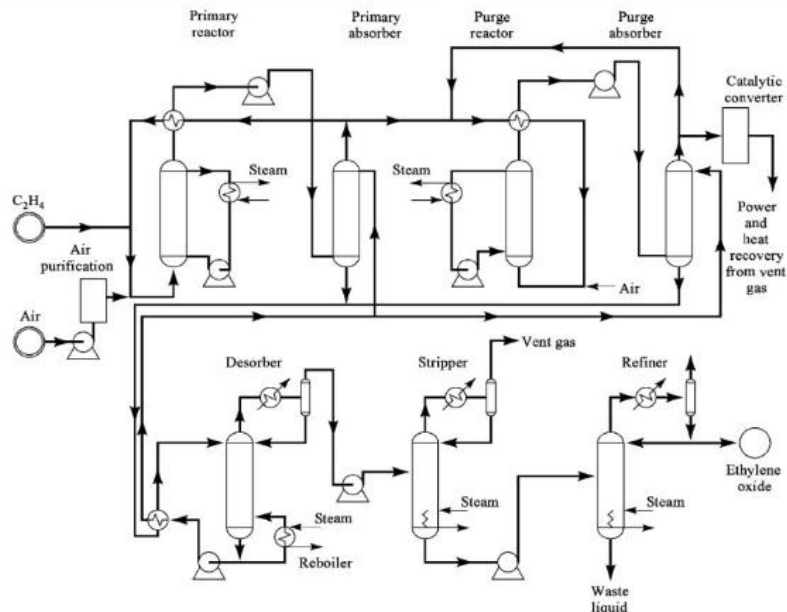 Primary
reactor
Primary
absorber
Purge
reactor
Purge
absorber
Catalytic
converter
Steam
Steam
C₂H₄
Air
purification
Power
and
heat
recovery
from vent
gas
Air
Air
Desorber
Stripper
Vent gas
Refiner
Ethylene
oxide
Steam
Steam
Steam
Reboiler
Waste
liquid